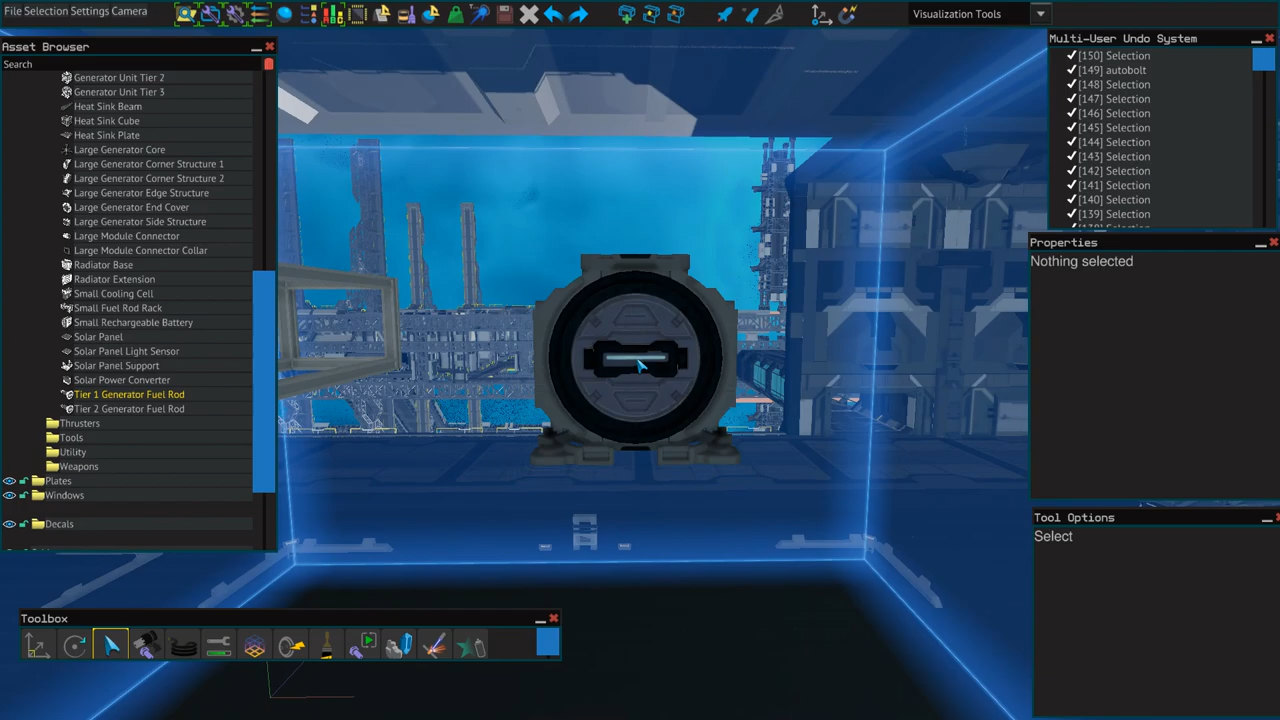 File Selection Settings Camera
Visualization Tools
Asset Browser
Search
Generator Unit Tier 2
Generator Unit Tier 3
Heat Sink Beam
Heat Sink Cube
Heat Sink Plate
Large Generator Core
Large Generator Corner Structure 1
Large Generator Corner Structure 2
Large Generator Edge Structure
Large Generator End Cover
Large Generator Side Structure
Large Module Connector
Large Module Connector Collar
Radiator Base
Radiator Extension
Small Cooling Cell
Small Fuel Rod Rack
Small Rechargeable Battery
Solar Panel
Solar Panel Light Sensor
Solar Panel Support
Solar Power Converter
Tier 1 Generator Fuel Rod
Tier 2 Generator Fuel Rod
Thrusters
Tools
Utility
Weapons
Plates
Windows
Decals
Toolbox
Multi-User Undo System
[150] Selection
[149] autobolt
[148] Selection
[147] Selection
[146] Selection
[145] Selection
[144] Selection
[143] Selection
[142] Selection
[141] Selection
[140] Selection
[139] Selection
Properties
Nothing selected
Tool Options
Select